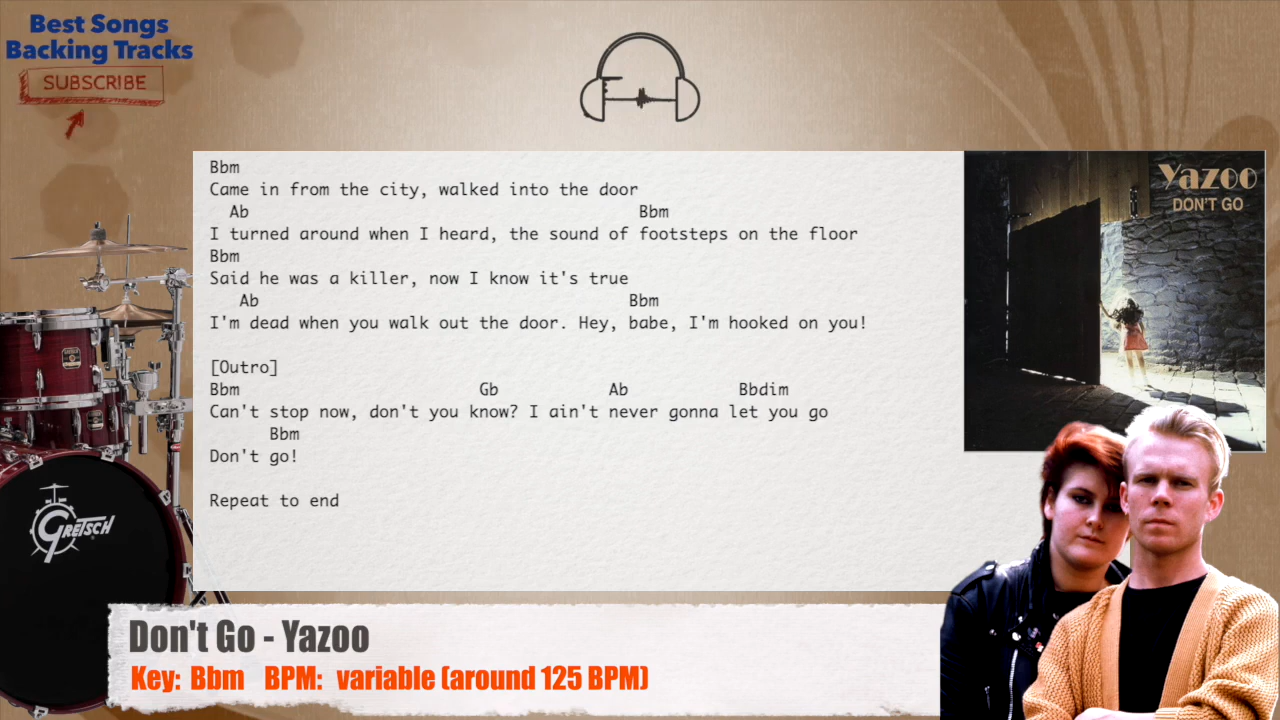 Best Songs
Backing Tracks
SUBSCRIBE
Bbm
Came in from the city, walked into the door
Ab Bbm
I turned around when I heard, the sound of footsteps on the floor
Bbm
Said he was a killer, now I know it's true
Ab Bbm
I'm dead when you walk out the door. Hey, babe, I'm hooked on you!
[Outro]
Bbm Gb Ab Bbdim
Can't stop now, don't you know? I ain't never gonna let you go
Bbm
Don't go!
Repeat to end
Yazoo
DON'T GO
GRETSCH
Don't Go - Yazoo
Key: Bbm BPM: variable (around 125 BPM)